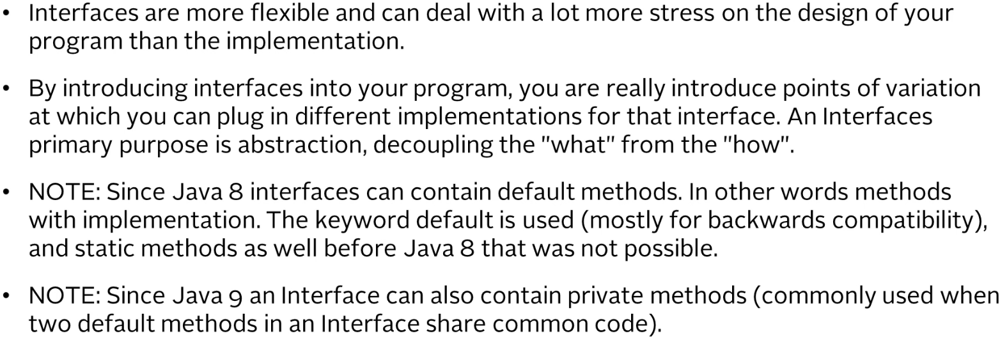 • Interfaces are more flexible and can deal with a lot more stress on the design of your
program than the implementation.
• By introducing interfaces into your program, you are really introduce points of variation
at which you can plug in different implementations for that interface. An Interfaces
primary purpose is abstraction, decoupling the "what" from the "how".
• NOTE: Since Java 8 interfaces can contain default methods. In other words methods
with implementation. The keyword default is used (mostly for backwards compatibility),
and static methods as well before Java 8 that was not possible.
• NOTE: Since Java 9 an Interface can also contain private methods (commonly used when
two default methods in an Interface share common code).